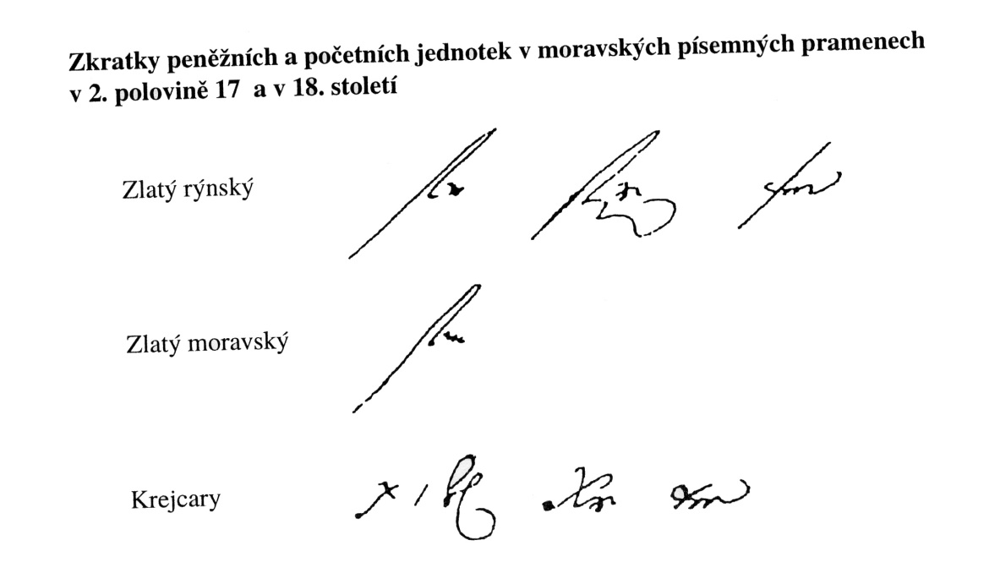 Zkratky peněžních a početních jednotek v moravských písemných pramenech
v 2. polovině 17 a v 18. století
Zlatý rýnský
Zlatý moravský
Krejcary